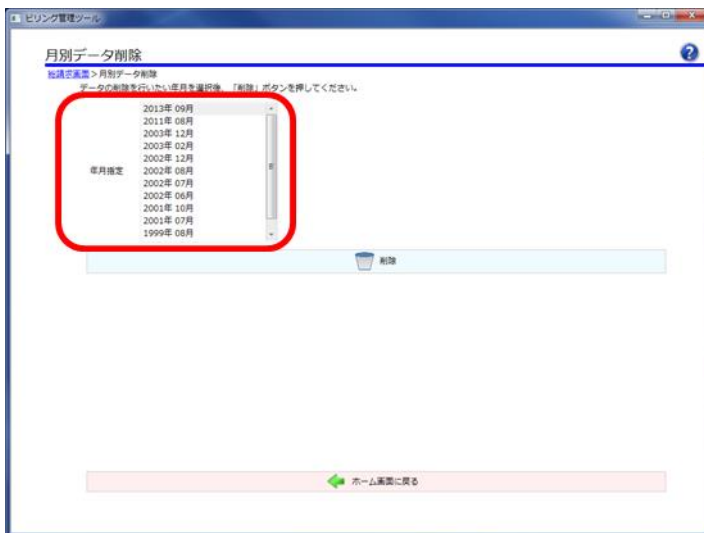 ビリング管理ツール
月別データ削除
総請求画面 > 月別データ削除
データの削除を行いたい年月を選択後、「削除」ボタンを押してください。
年月指定
2013年 09月
2011年 08月
2003年 12月
2003年 02月
2002年 12月
2002年 08月
2002年 07月
2002年 06月
2001年 10月
2001年 07月
1999年 08月
削除
ホーム画面に戻る